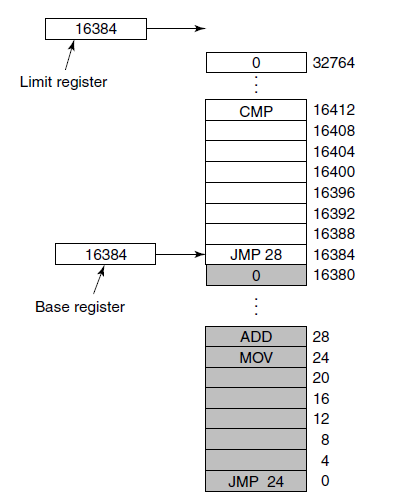 16384
Limit register
0 32764
CMP 16412
16408
16404
16400
16396
16392
16388
16384 JMP 28 16384
0 16380
Base register
ADD 28
MOV 24
20
16
12
8
4
JMP 24 0